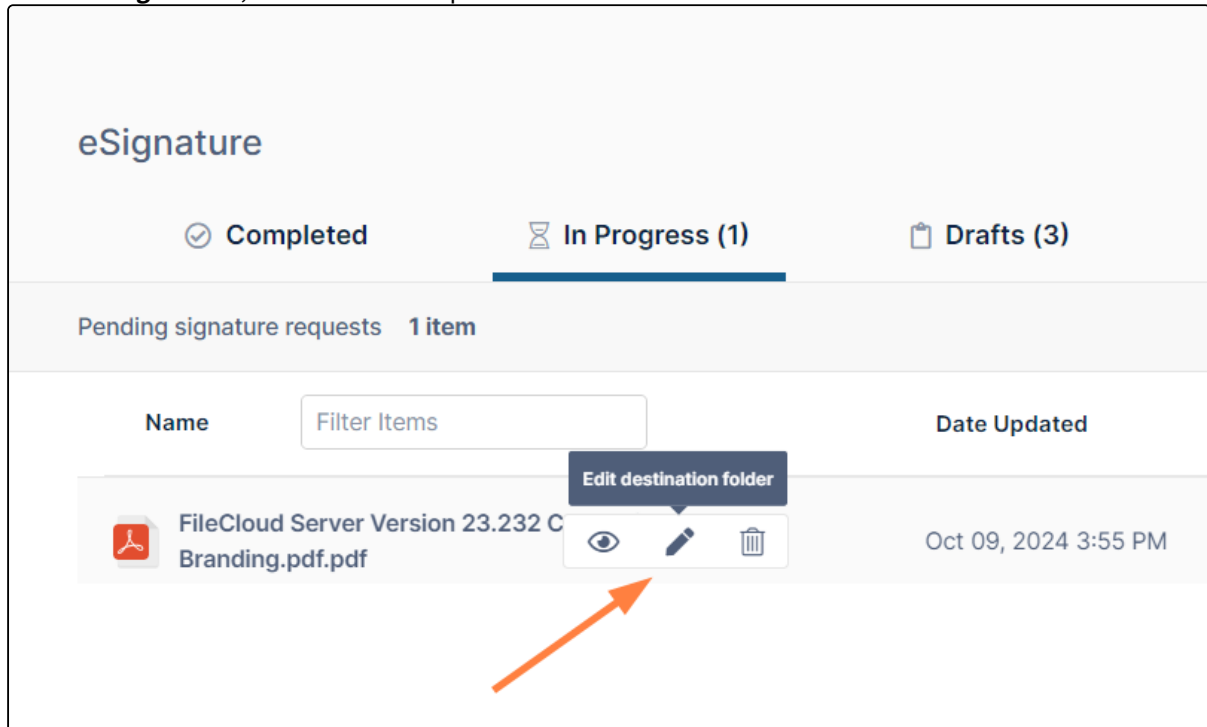 eSignature
Completed
In Progress (1)
Drafts (3)
Pending signature requests 1 item
Name
Filter Items
Date Updated
Edit destination folder
FileCloud Server Version 23.232 C
Branding.pdf.pdf
Oct 09, 2024 3:55 PM